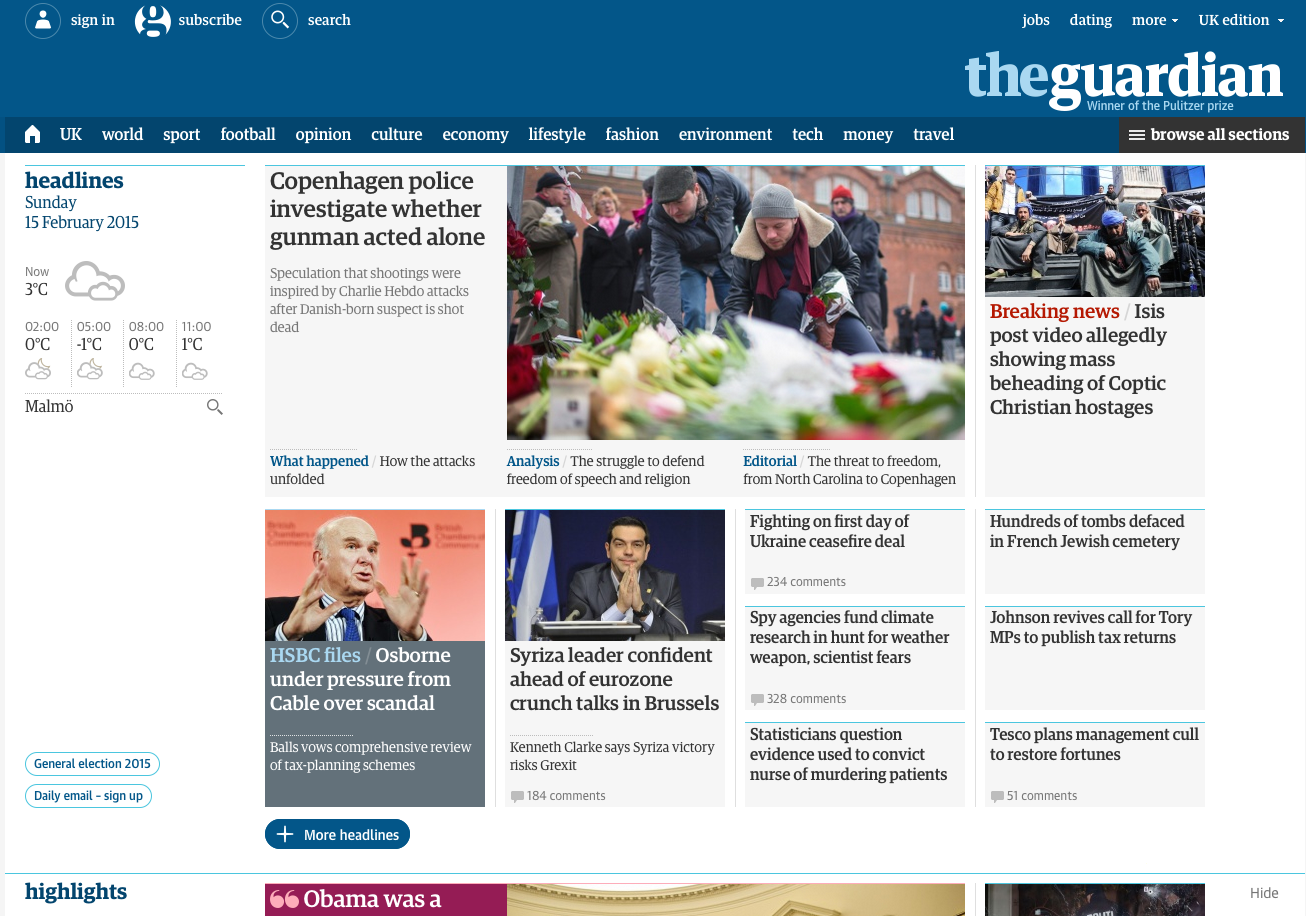 sign in
subscribe
search
jobs
dating
more
UK edition
theguardian
Winner of the Pulitzer prize
UK
world
sport
football
opinion
culture
economy
lifestyle
fashion
environment
tech
money
travel
browse all sections
headlines
Sunday
15 February 2015
Now
3°C
02:00 05:00 08:00 11:00
0°C -1°C 0°C 1°C
Malmö
General election 2015
Daily email – sign up
Copenhagen police
investigate whether
gunman acted alone
Speculation that shootings were
inspired by Charlie Hebdo attacks
after Danish-born suspect is shot
dead
What happened / How the attacks
unfolded
Analysis / The struggle to defend
freedom of speech and religion
Editorial / The threat to freedom,
from North Carolina to Copenhagen
Breaking news / Isis
post video allegedly
showing mass
beheading of Coptic
Christian hostages
British
Chambers of
Commerce
HSBC files / Osborne
under pressure from
Cable over scandal
Balls vows comprehensive review
of tax-planning schemes
Syriza leader confident
ahead of eurozone
crunch talks in Brussels
Kenneth Clarke says Syriza victory
risks Grexit
184 comments
Fighting on first day of
Ukraine ceasefire deal
234 comments
Spy agencies fund climate
research in hunt for weather
weapon, scientist fears
328 comments
Statisticians question
evidence used to convict
nurse of murdering patients
Hundreds of tombs defaced
in French Jewish cemetery
Johnson revives call for Tory
MPs to publish tax returns
Tesco plans management cull
to restore fortunes
51 comments
More headlines
highlights
Obama was a
Hide